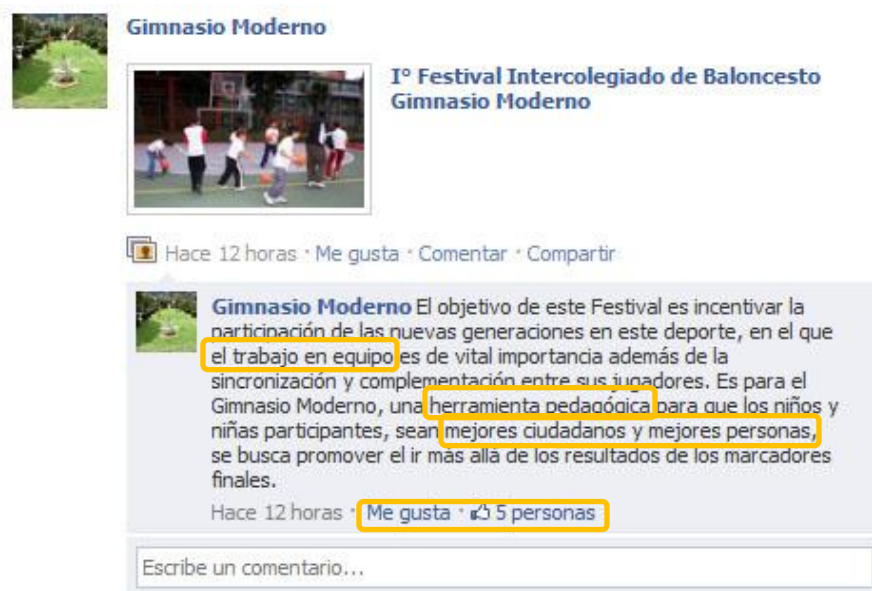 Gimnasio Moderno
I° Festival Intercolegiado de Baloncesto
Gimnasio Moderno
Hace 12 horas · Me gusta · Comentar · Compartir
Gimnasio Moderno El objetivo de este Festival es incentivar la
participación de las nuevas generaciones en este deporte, en el que
el trabajo en equipo es de vital importancia además de la
sincronización y complementación entre sus jugadores. Es para el
Gimnasio Moderno, una herramienta pedagógica para que los niños y
niñas participantes, sean mejores ciudadanos y mejores personas,
se busca promover el ir más allá de los resultados de los marcadores
finales.
Hace 12 horas · Me gusta · 5 personas
Escribe un comentario...